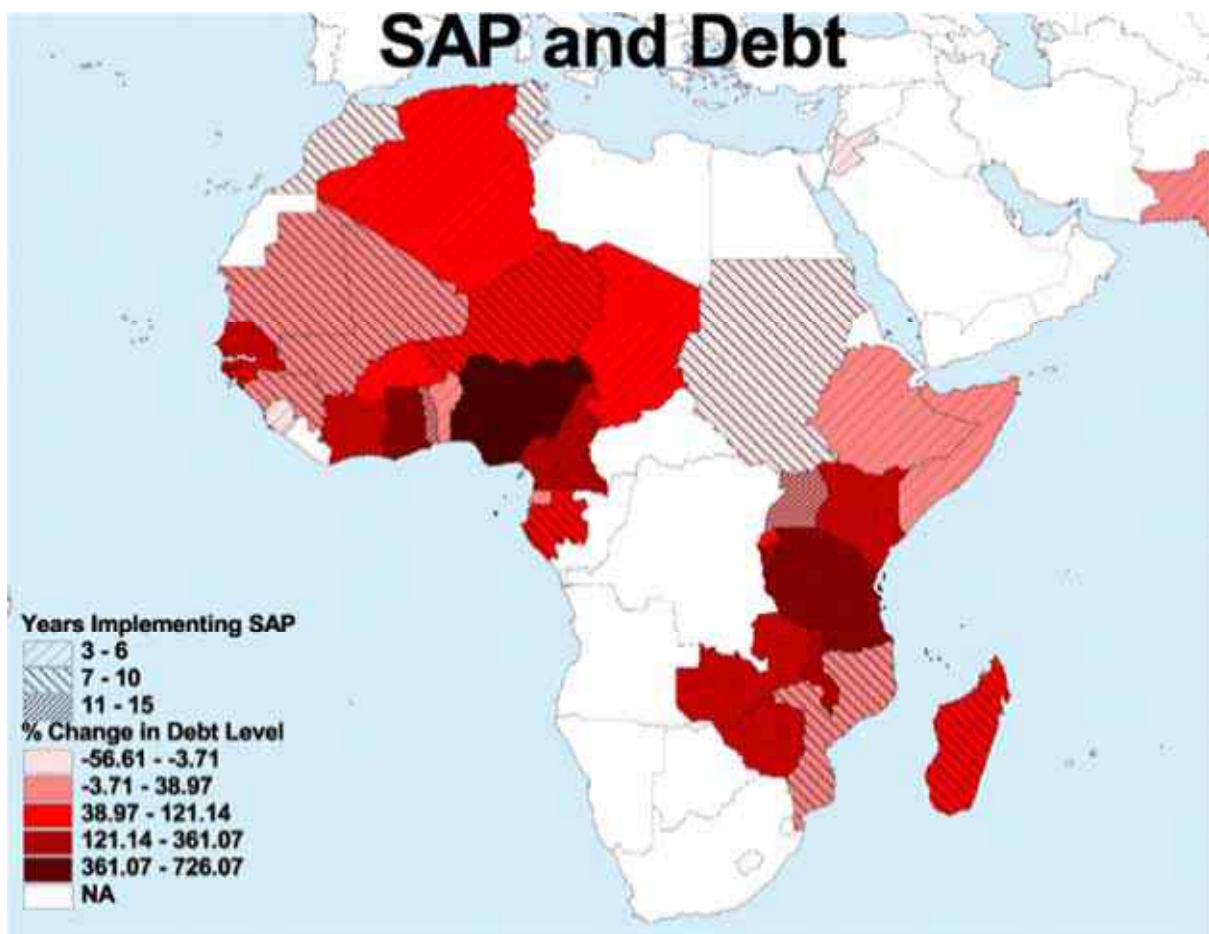 SAP and Debt
Years Implementing SAP
3 - 6
7 - 10
11 - 15
% Change in Debt Level
-56.61 - -3.71
-3.71 - 38.97
38.97 - 121.14
121.14 - 361.07
361.07 - 726.07
NA